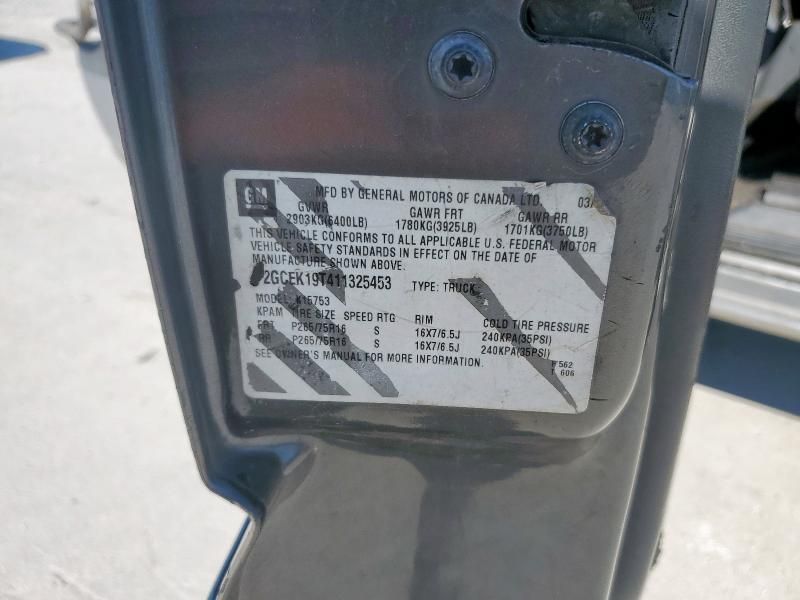 GM
MFD BY GENERAL MOTORS OF CANADA LTD. 03/
GVWR GAWR FRT GAWR RR
2903KG(6400LB) 1780KG(3925LB) 1701KG(3750LB)
THIS VEHICLE CONFORMS TO ALL APPLICABLE U.S. FEDERAL MOTOR
VEHICLE SAFETY STANDARDS IN EFFECT ON THE DATE OF
MANUFACTURE SHOWN ABOVE.
2GCEK19T411325453 TYPE: TRUCK
MODEL: K15753
KPAM TIRE SIZE SPEED RTG RIM COLD TIRE PRESSURE
FRT P265/75R16 S 16X7/6.5J 240KPA(35PSI)
RR P265/75R16 S 16X7/6.5J 240KPA(35PSI)
SEE OWNER'S MANUAL FOR MORE INFORMATION.
562
T 606